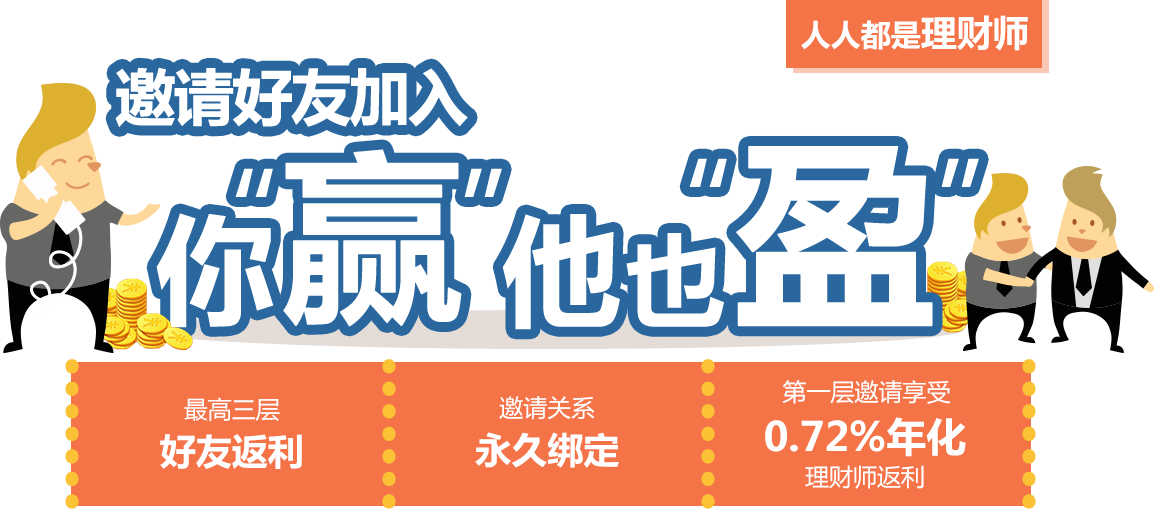 人人都是理财师
邀请好友加入
你"赢"他也"盈"
最高三层
好友返利
邀请关系
永久绑定
第一层邀请享受
0.72%年化
理财师返利